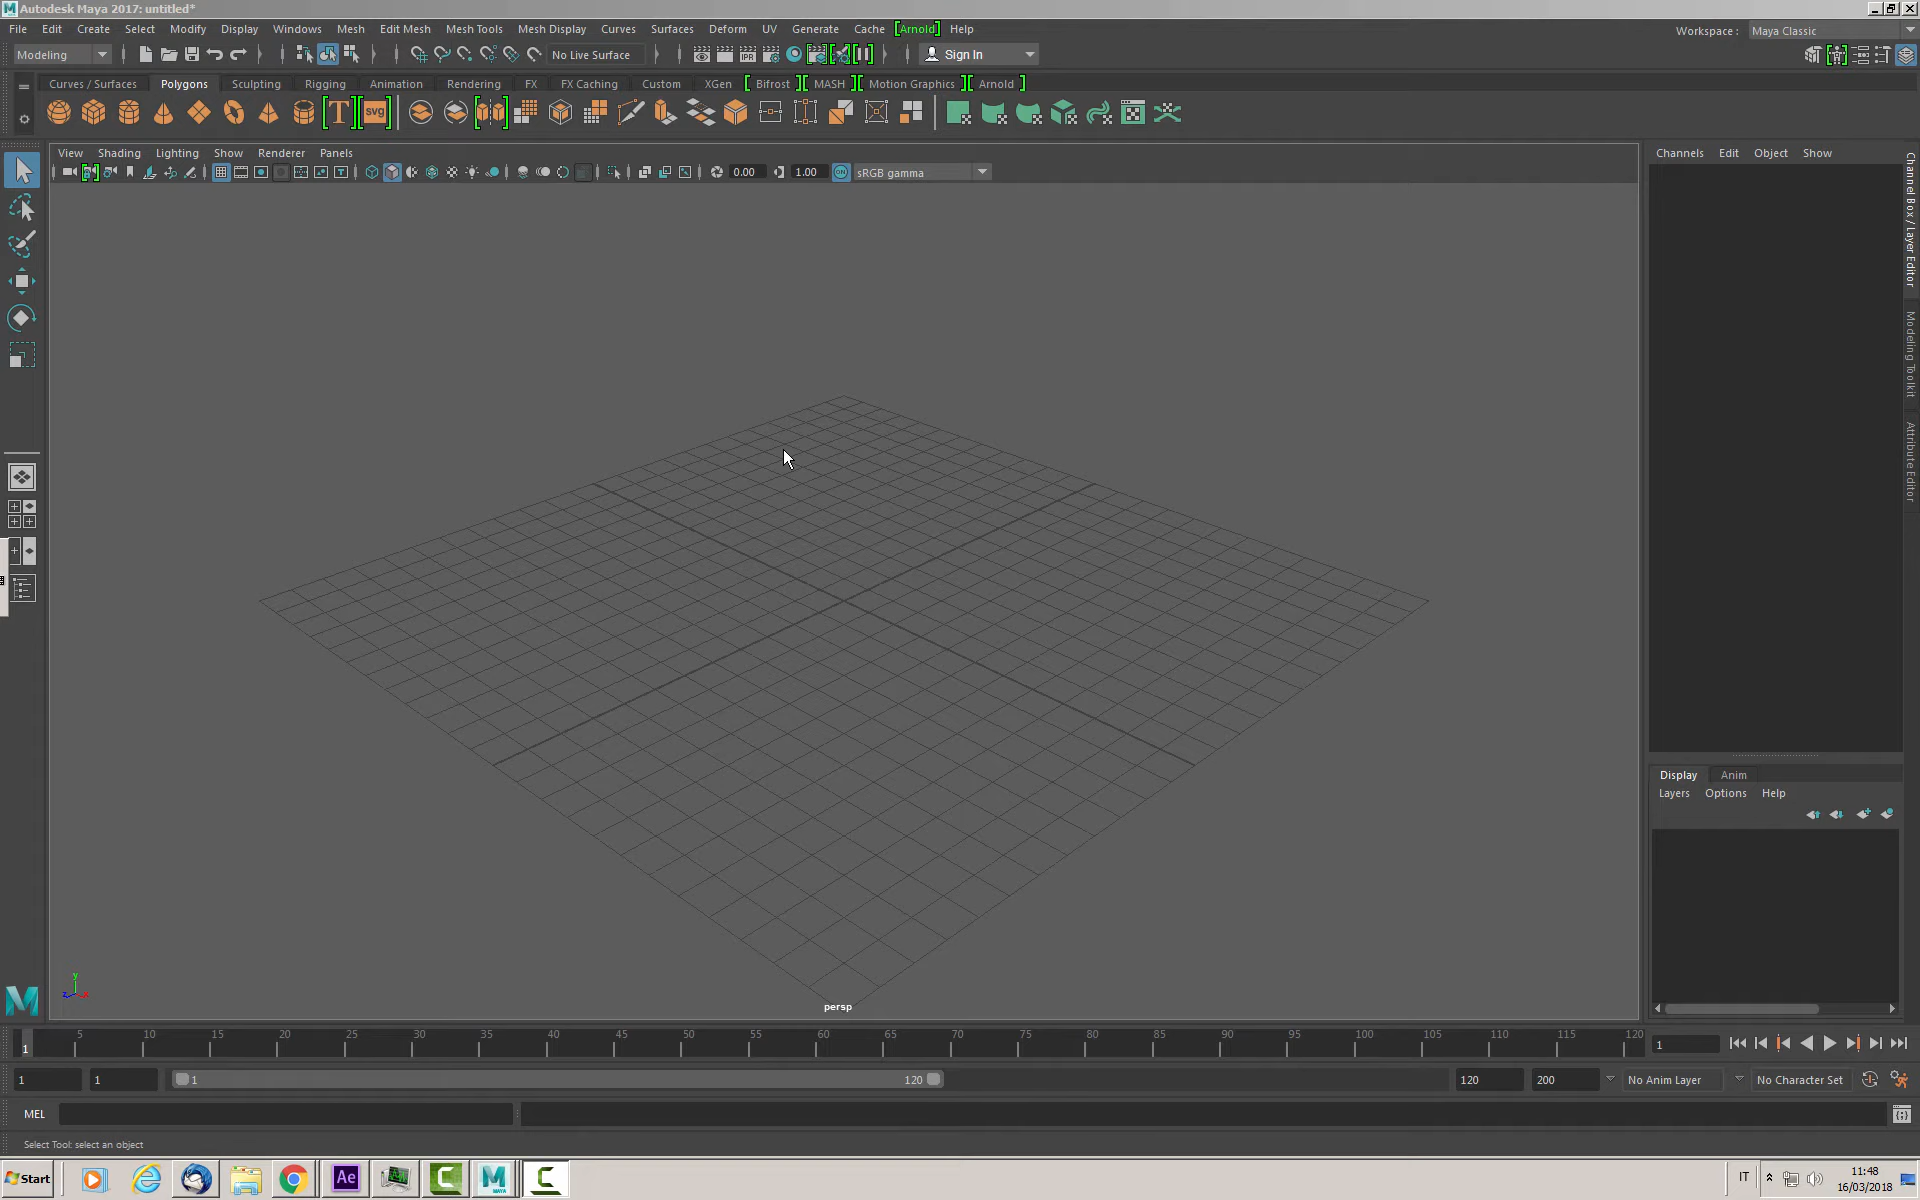 Autodesk Maya 2017: untitled*
File Edit Create Select Modify Display Windows Mesh Edit Mesh Mesh Tools Mesh Display Curves Surfaces Deform UV Generate Cache [Arnold] Help
Workspace : Maya Classic
Modeling
No Live Surface
IPR
Sign In
Curves / Surfaces Polygons Sculpting Rigging Animation Rendering FX FX Caching Custom XGen [ Bifrost ][ MASH ][ Motion Graphics ][ Arnold ]
T
SVG
View Shading Lighting Show Renderer Panels
0.00
1.00
ON
sRGB gamma
Channels Edit Object Show
Channel Box / Layer Editor
Modeling Toolkit
Attribute Editor
Display Anim
Layers Options Help
y
z
x
persp
5 10 15 20 25 30 35 40 45 50 55 60 65 70 75 80 85 90 95 100 105 110 115 120
1
1
1 1 1 120 120 200 No Anim Layer No Character Set
MEL
Select Tool: select an object
Start
Ae
MAYA
IT
11:48
16/03/2018